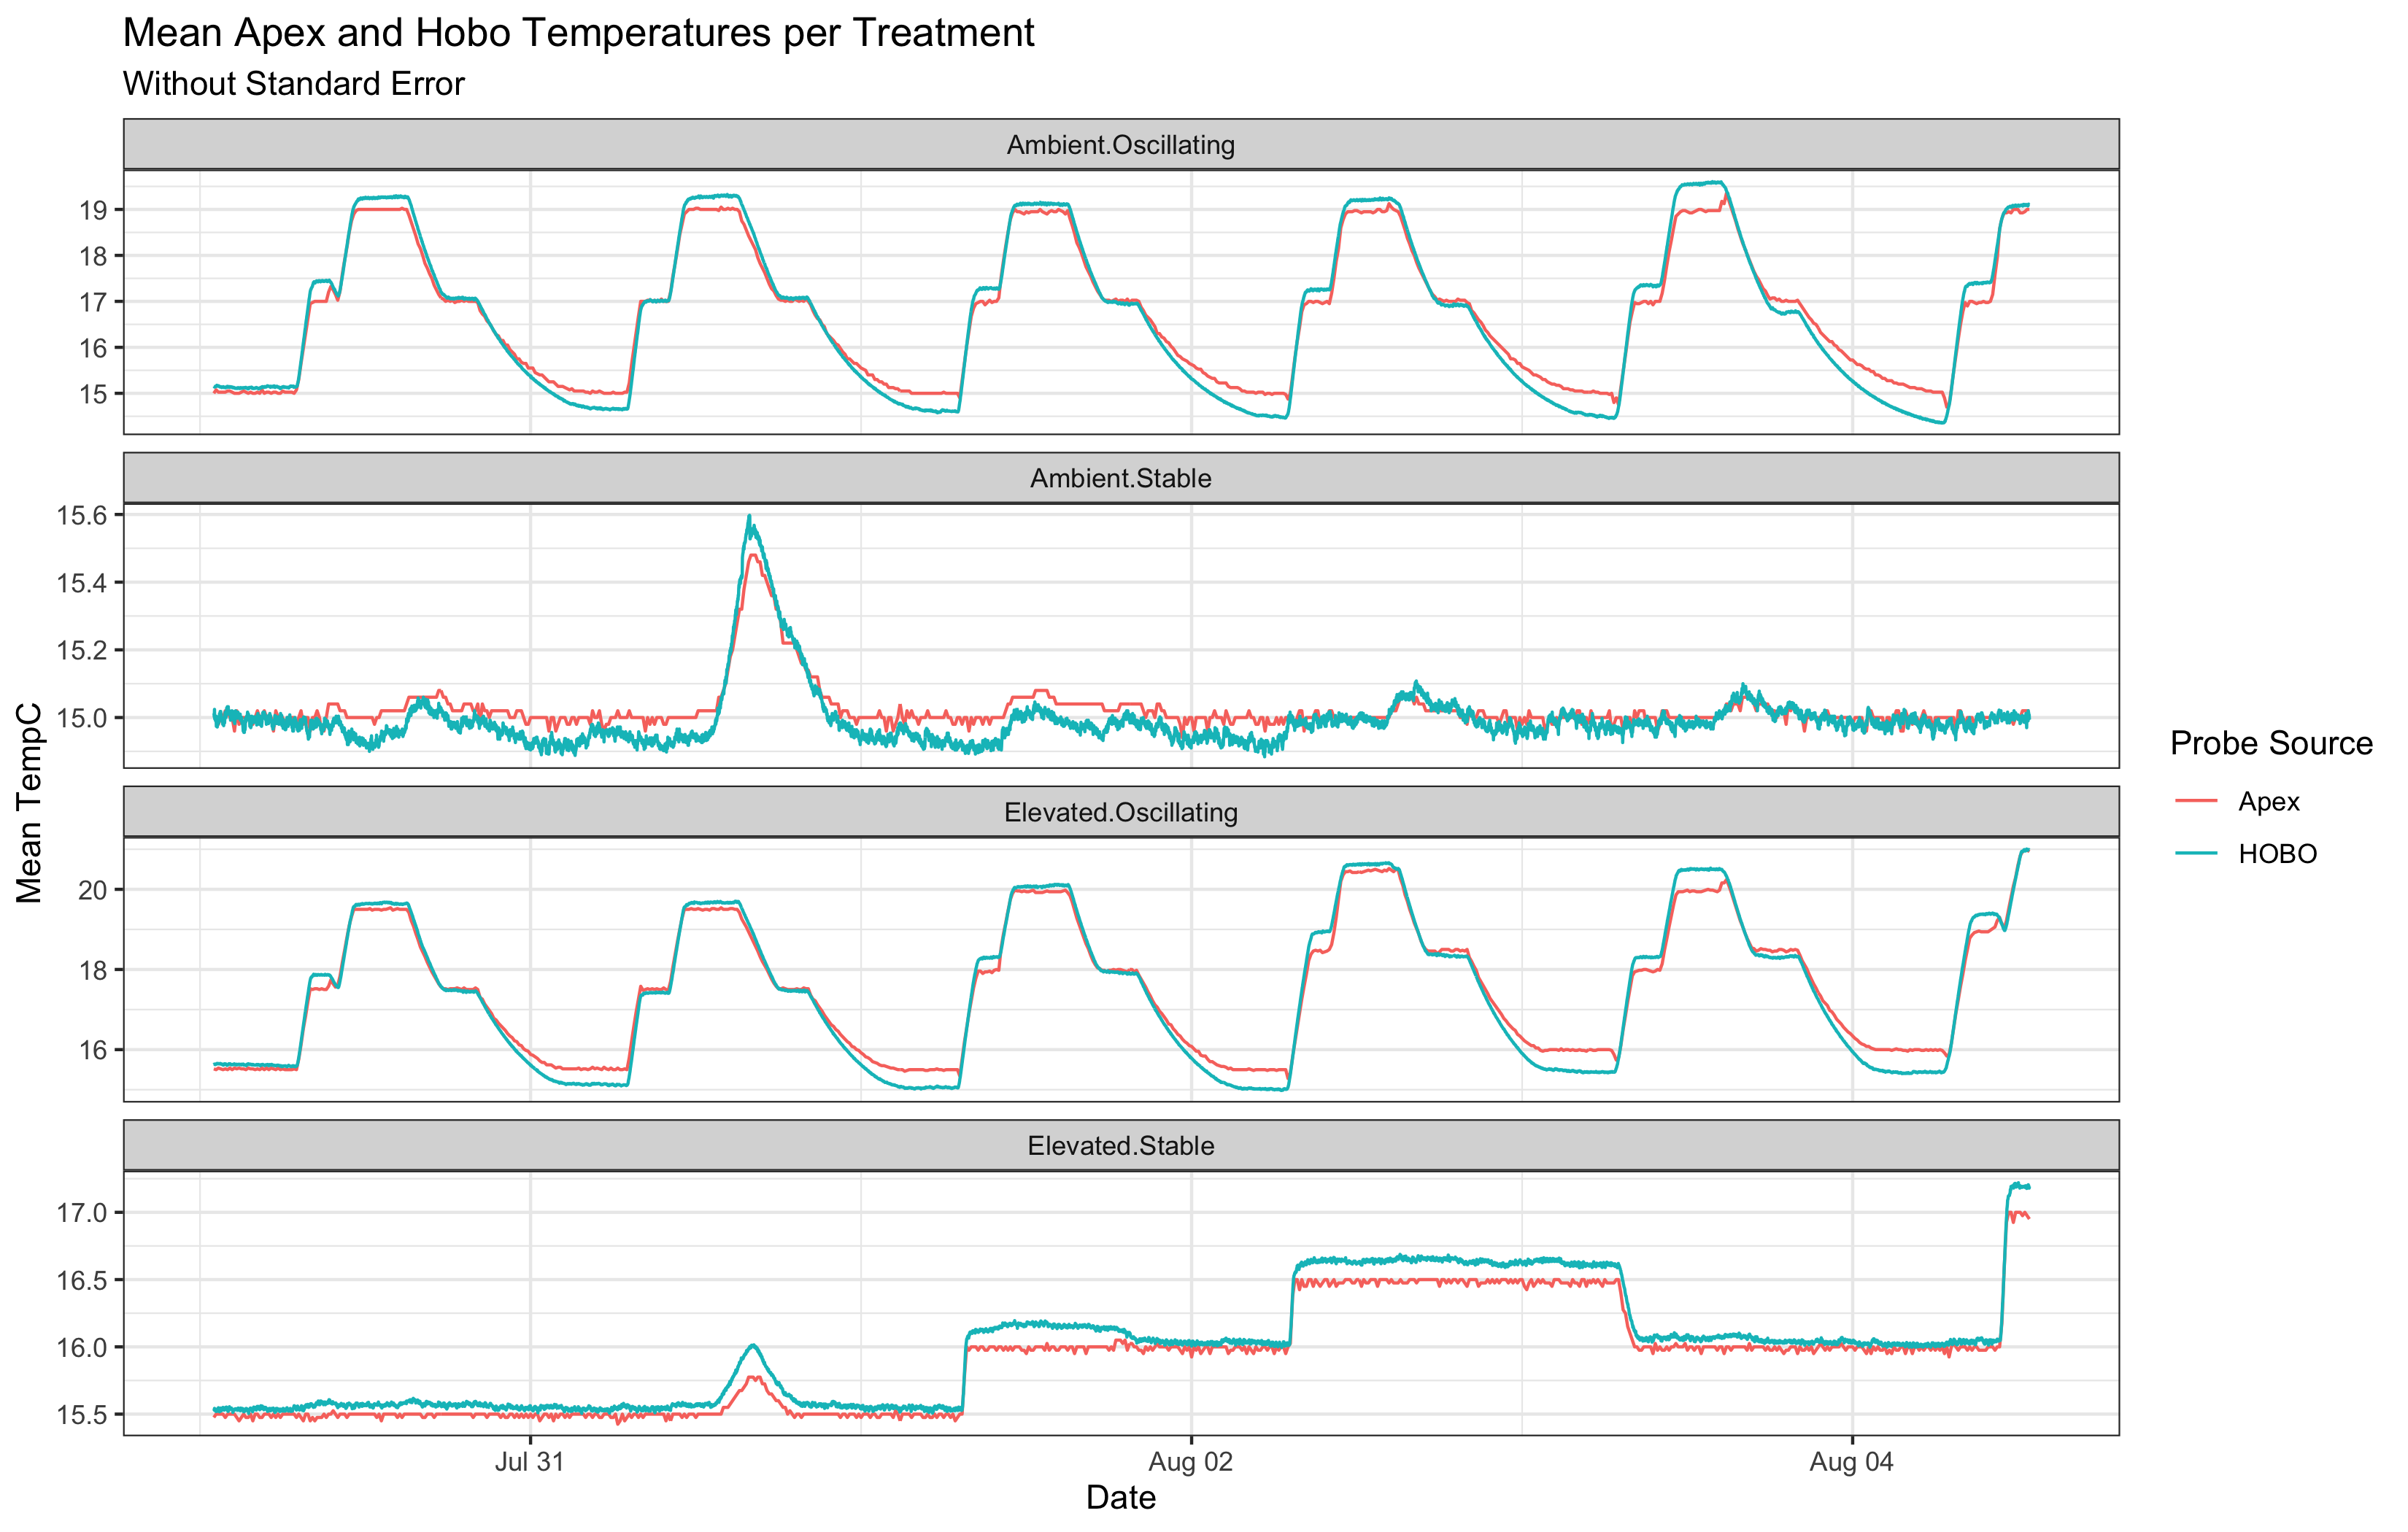 Mean Apex and Hobo Temperatures per Treatment
Without Standard Error
Ambient.Oscillating
19
18
17
16
15
Ambient.Stable
15.6
15.4
15.2
15.0
Elevated.Oscillating
20
18
16
Elevated.Stable
17.0
16.5
16.0
15.5
Jul 31
Aug 02
Aug 04
Date
Mean TempC
Probe Source
Apex
HOBO